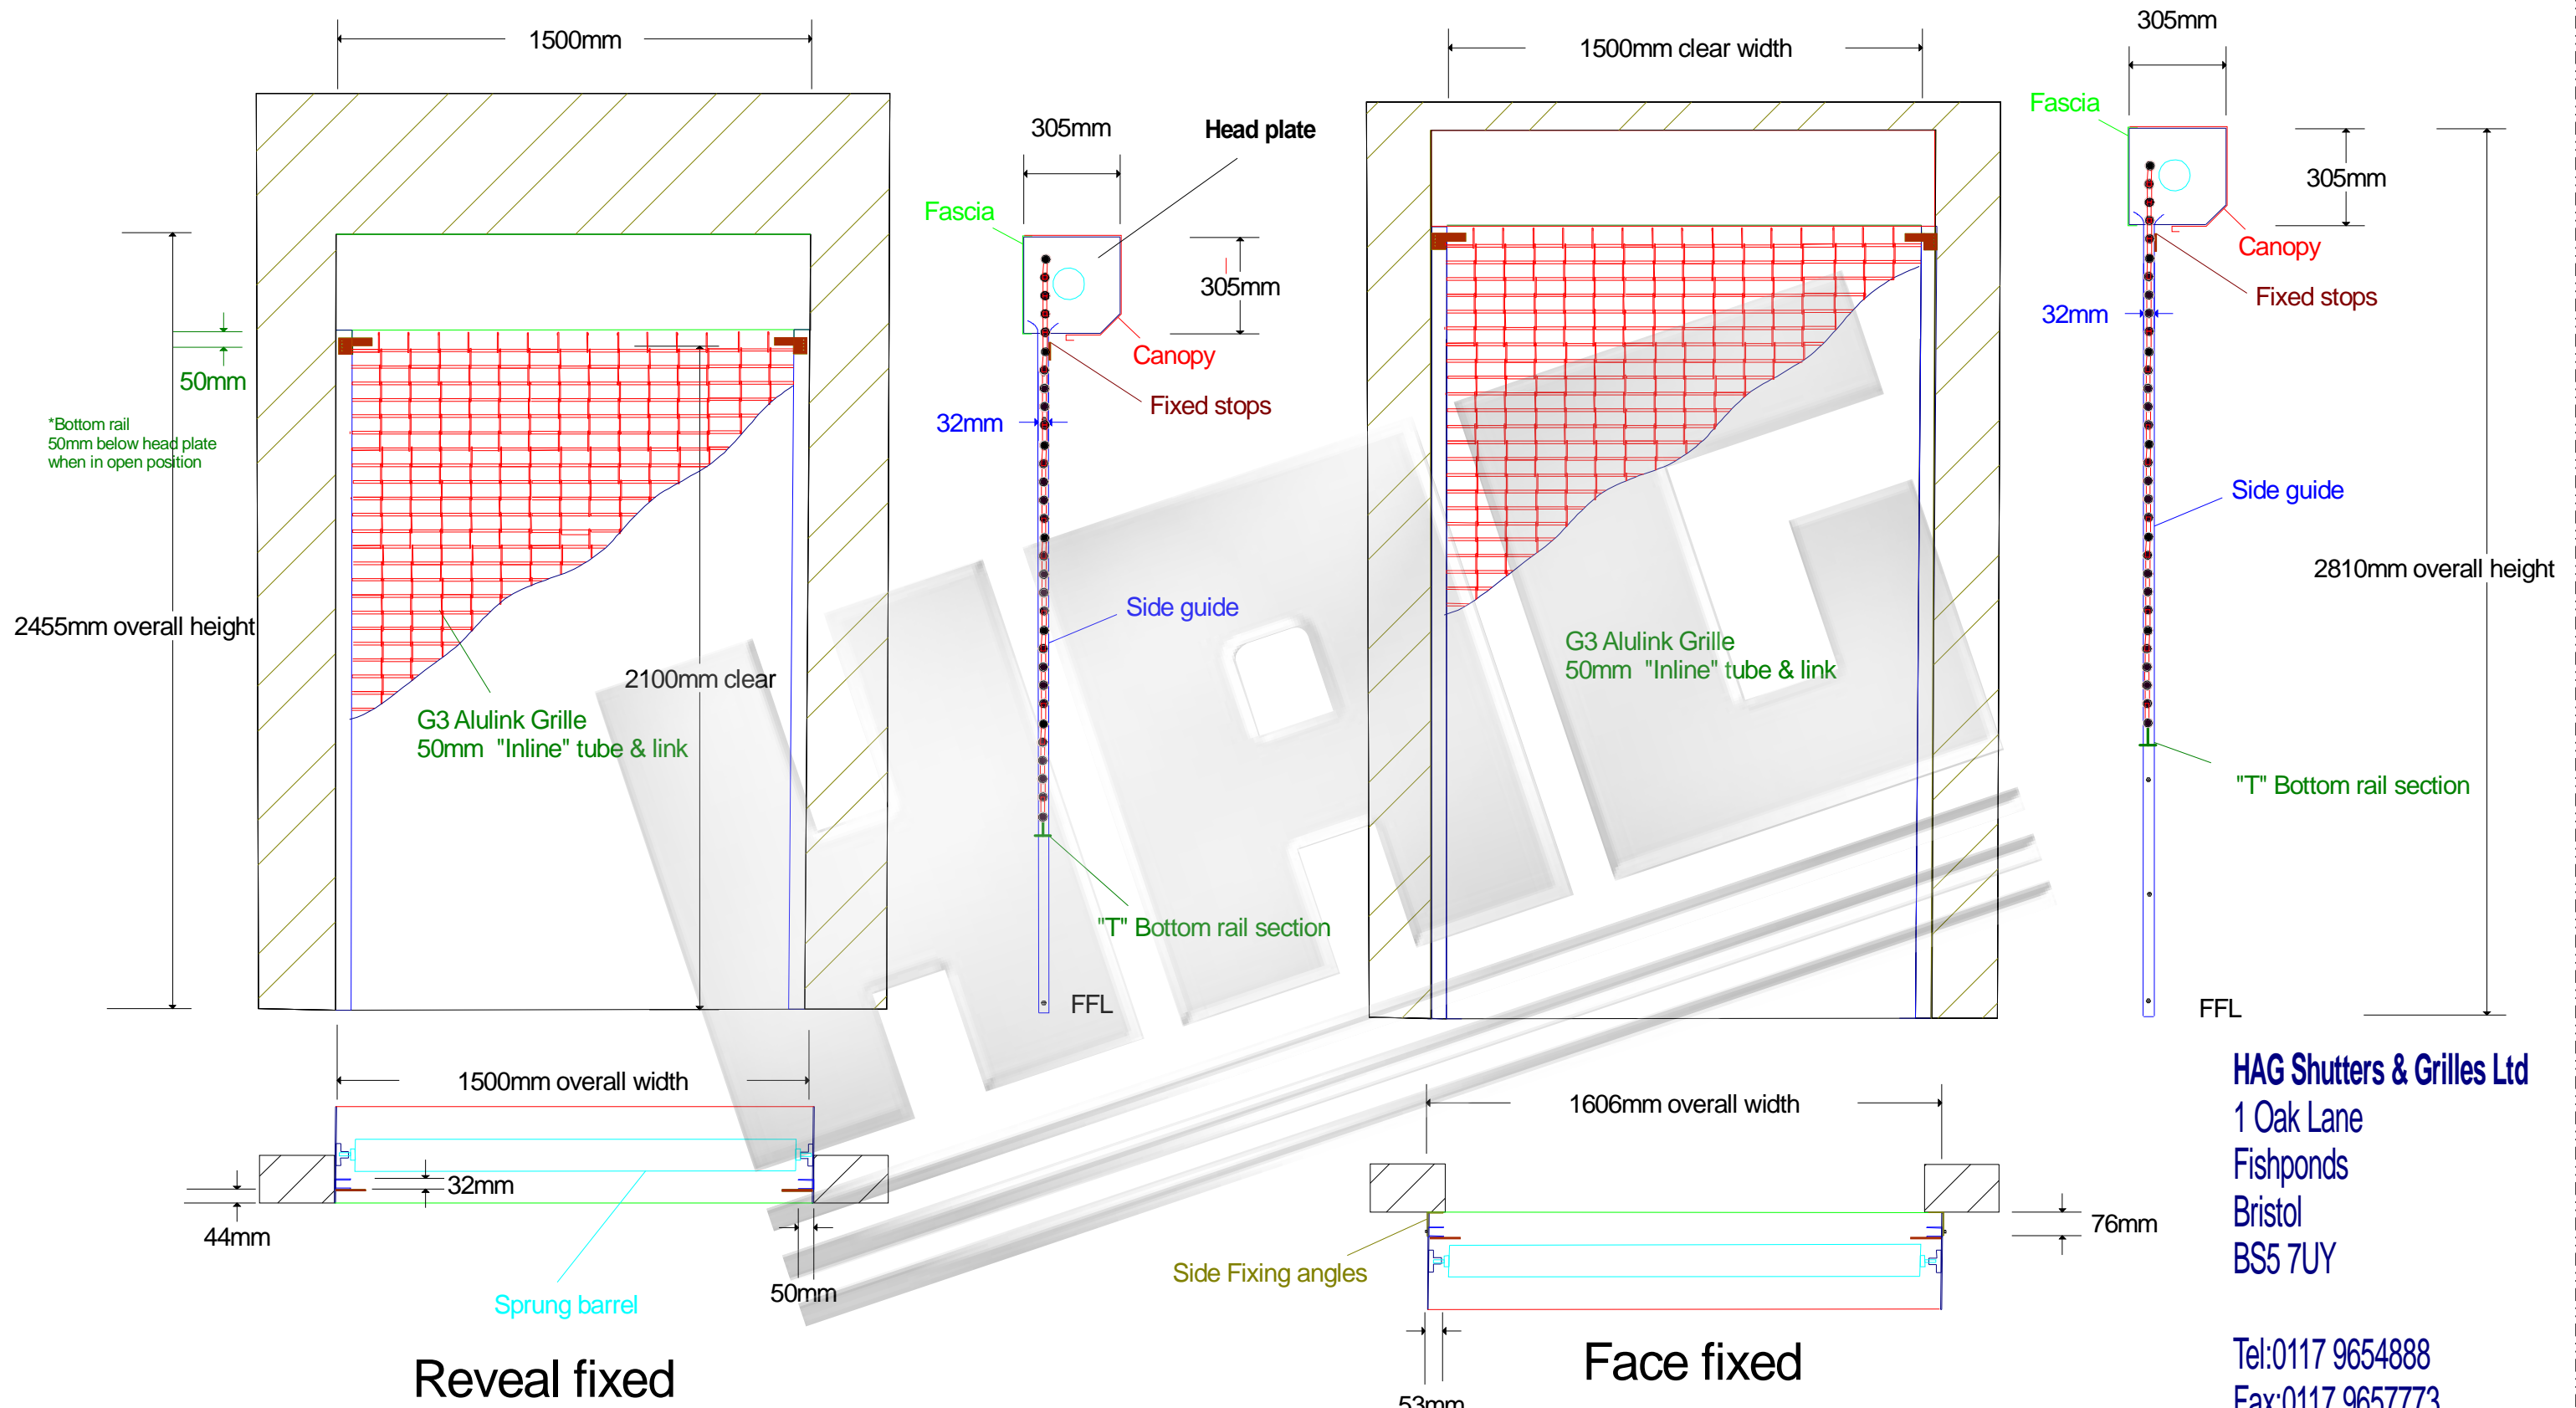 1500mm
305mm
Head plate
Fascia
305mm
Canopy
Fixed stops
32mm
50mm
*Bottom rail
50mm below head plate
when in open position
2455mm overall height
2100mm clear
G3 Alulink Grille
50mm "Inline" tube & link
Side guide
"T" Bottom rail section
FFL
1500mm overall width
32mm
44mm
50mm
Sprung barrel
Reveal fixed
1500mm clear width
305mm
Fascia
305mm
Canopy
Fixed stops
32mm
Side guide
2810mm overall height
G3 Alulink Grille
50mm "Inline" tube & link
"T" Bottom rail section
FFL
1606mm overall width
76mm
Side Fixing angles
53mm
Face fixed
HAG
HAG Shutters & Grilles Ltd
1 Oak Lane
Fishponds
Bristol
BS5 7UY
Tel:0117 9654888
Fax:0117 9657773